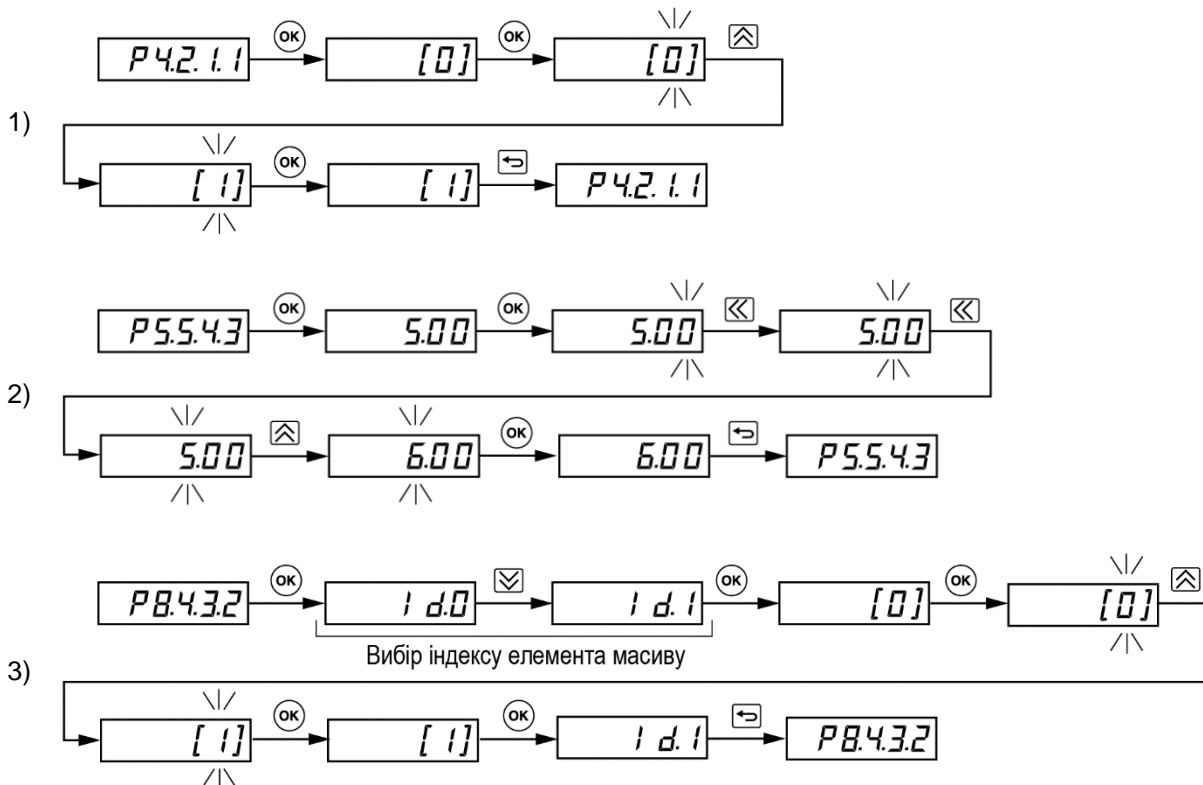 OK OK
P4.2.1.1 [0] [0]
1)
OK
[1] [1] P4.2.1.1
OK OK
P5.5.4.3 5.00 5.00 5.00
2)
OK
5.00 6.00 6.00 P5.5.4.3
OK OK OK
P8.4.3.2 1 d.0 1 d.1 [0] [0]
Вибір індексу елемента масиву
3)
OK OK
[1] [1] 1 d.1 P8.4.3.2